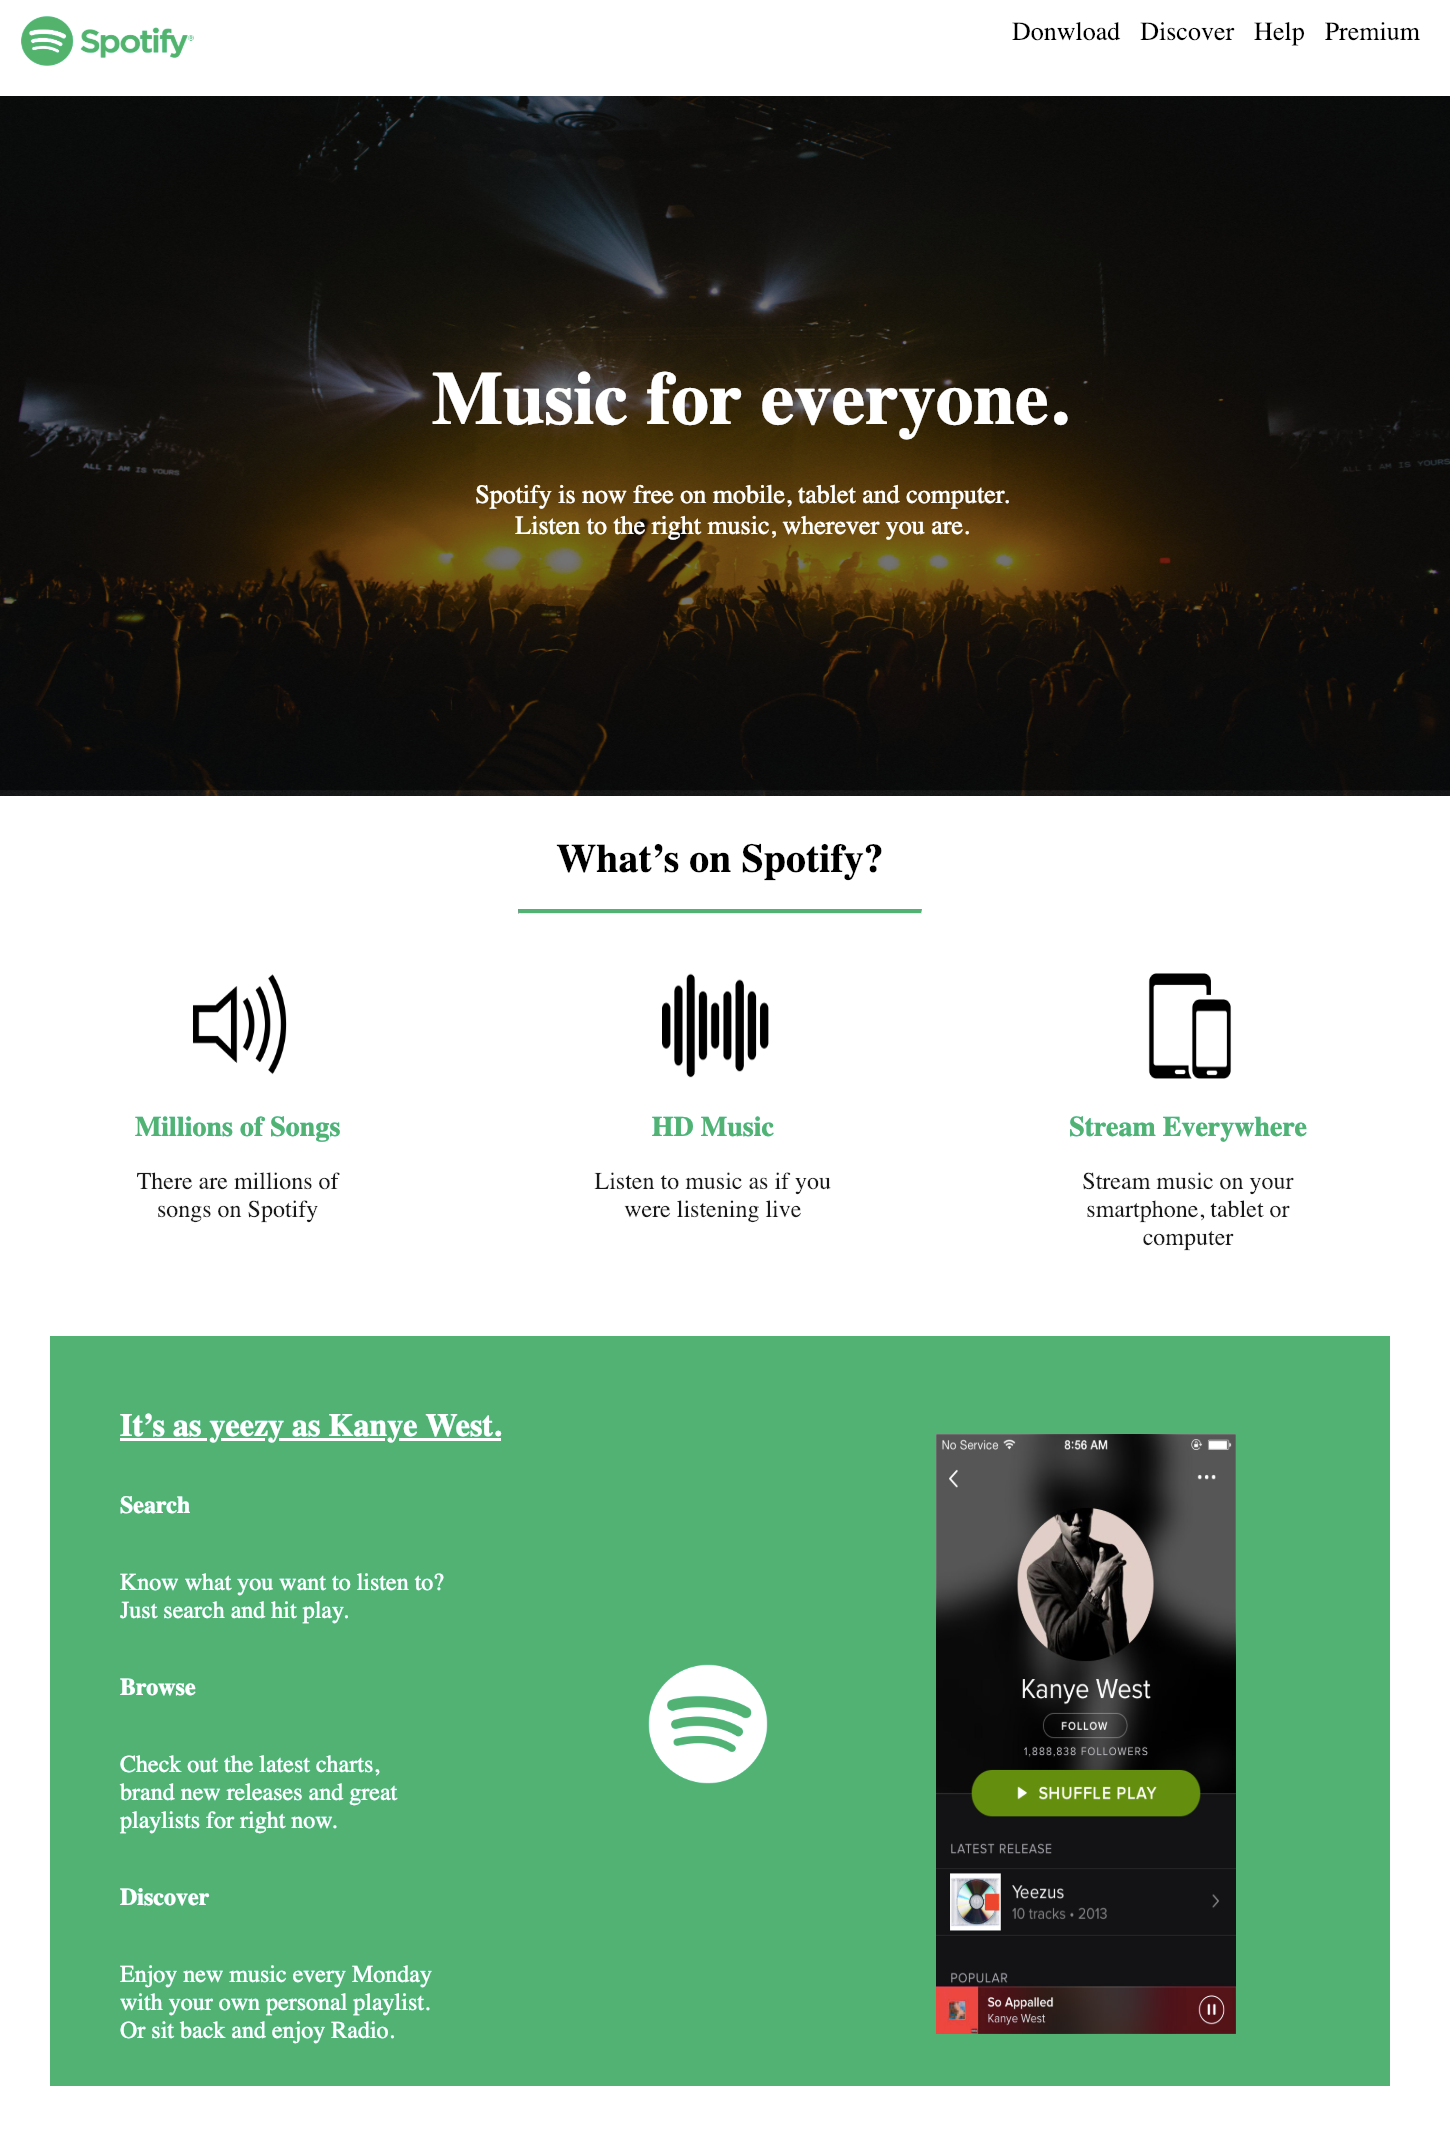 Spotify®
Donwload Discover Help Premium
Music for everyone.
ALL I AM IS YOURS
ALL I AM IS YOURS
Spotify is now free on mobile, tablet and computer.
Listen to the right music, wherever you are.
What’s on Spotify?
Millions of Songs
There are millions of
songs on Spotify
HD Music
Listen to music as if you
were listening live
Stream Everywhere
Stream music on your
smartphone, tablet or
computer
It’s as yeezy as Kanye West.
Search
Know what you want to listen to?
Just search and hit play.
Browse
Check out the latest charts,
brand new releases and great
playlists for right now.
Discover
Enjoy new music every Monday
with your own personal playlist.
Or sit back and enjoy Radio.
No Service 8:56 AM
Kanye West
FOLLOW
1,888,838 FOLLOWERS
SHUFFLE PLAY
LATEST RELEASE
Yeezus
10 tracks • 2013
POPULAR
So Appalled
Kanye West